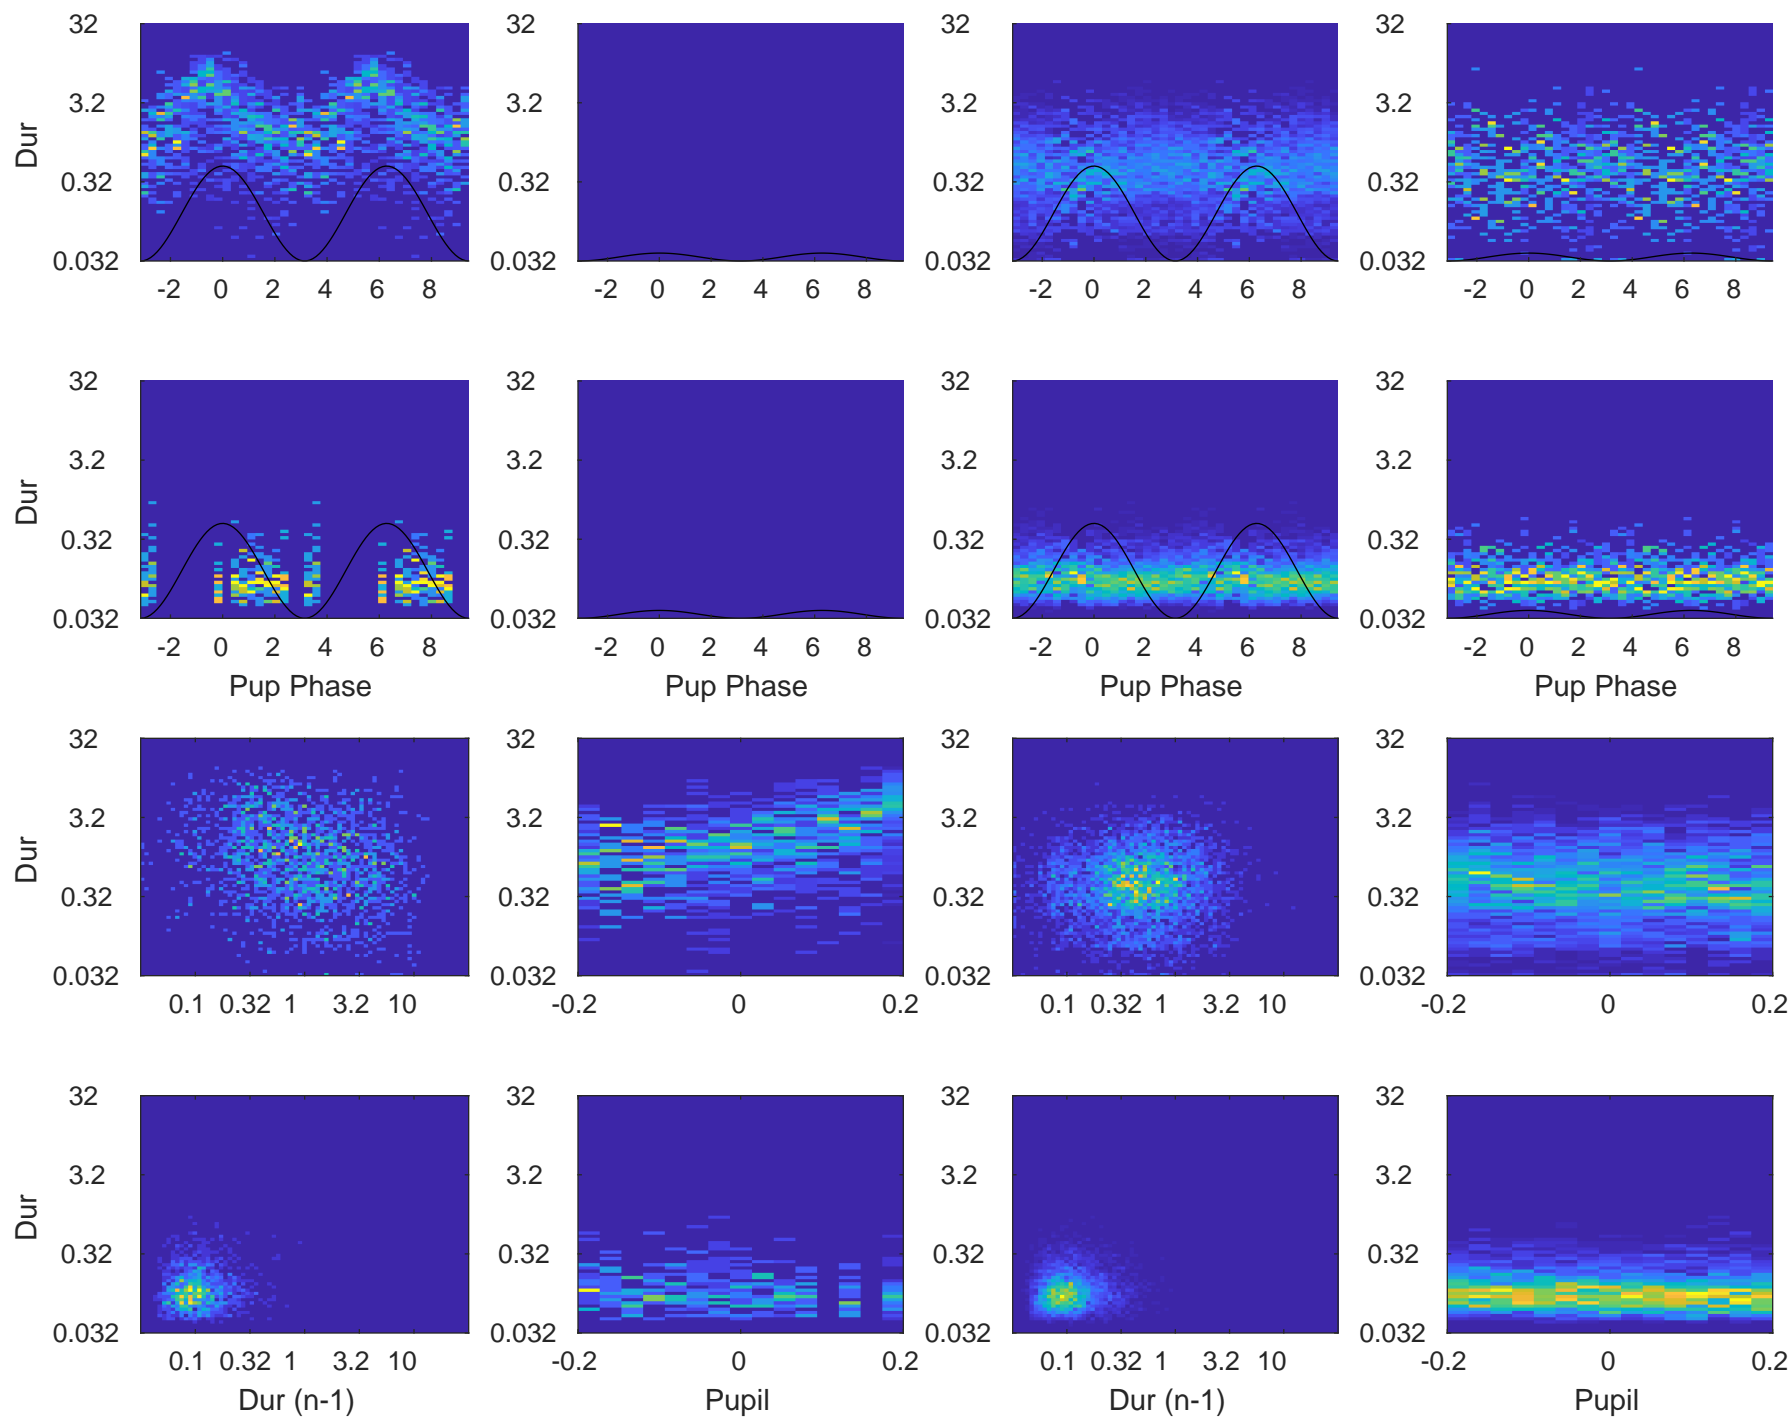 32 32 32 32
3.2 3.2 3.2 3.2
Dur
0.32 0.32 0.32 0.32
0.032 0.032 0.032 0.032
-2 0 2 4 6 8 -2 0 2 4 6 8 -2 0 2 4 6 8 -2 0 2 4 6 8
32 32 32 32
3.2 3.2 3.2 3.2
Dur
0.32 0.32 0.32 0.32
0.032 0.032 0.032 0.032
-2 0 2 4 6 8 -2 0 2 4 6 8 -2 0 2 4 6 8 -2 0 2 4 6 8
Pup Phase Pup Phase Pup Phase Pup Phase
32 32 32 32
3.2 3.2 3.2 3.2
Dur
0.32 0.32 0.32 0.32
0.032 0.032 0.032 0.032
0.1 0.32 1 3.2 10 -0.2 0 0.2 0.1 0.32 1 3.2 10 -0.2 0 0.2
32 32 32 32
3.2 3.2 3.2 3.2
Dur
0.32 0.32 0.32 0.32
0.032 0.032 0.032 0.032
0.1 0.32 1 3.2 10 -0.2 0 0.2 0.1 0.32 1 3.2 10 -0.2 0 0.2
Dur (n-1) Pupil Dur (n-1) Pupil